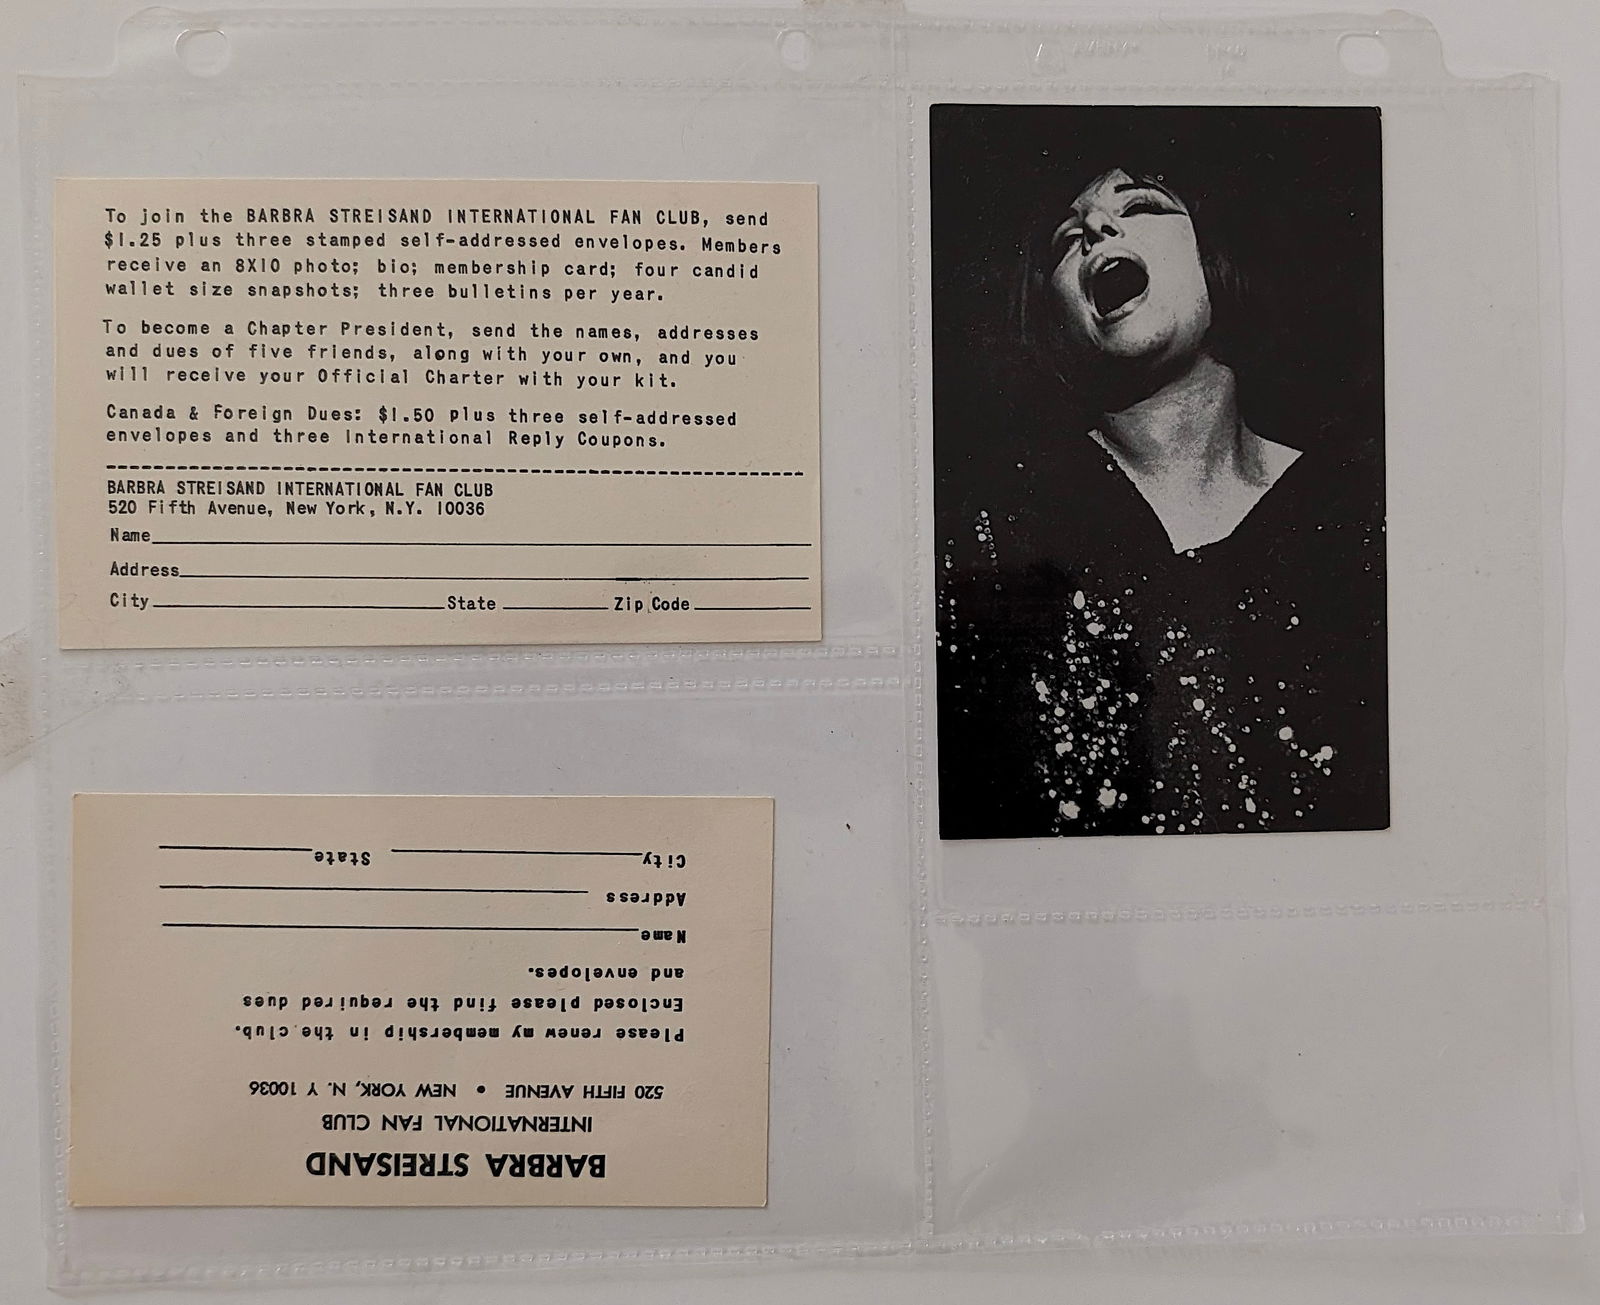 To join the BARBRA STREISAND INTERNATIONAL FAN CLUB, send
$1.25 plus three stamped self-addressed envelopes. Members
receive an 8X10 photo; bio; membership card; four candid
wallet size snapshots; three bulletins per year.
To become a Chapter President, send the names, addresses
and dues of five friends, along with your own, and you
will receive your Official Charter with your kit.
Canada & Foreign Dues: $1.50 plus three self-addressed
envelopes and three International Reply Coupons.
BARBRA STREISAND INTERNATIONAL FAN CLUB
520 Fifth Avenue, New York, N.Y. 10036
Name
Address
City State Zip Code
BARBRA STREISAND
INTERNATIONAL FAN CLUB
520 FIFTH AVENUE • NEW YORK, N. Y 10036
Please renew my membership in the club.
Enclosed please find the required dues
and envelopes.
Name
Address
City State